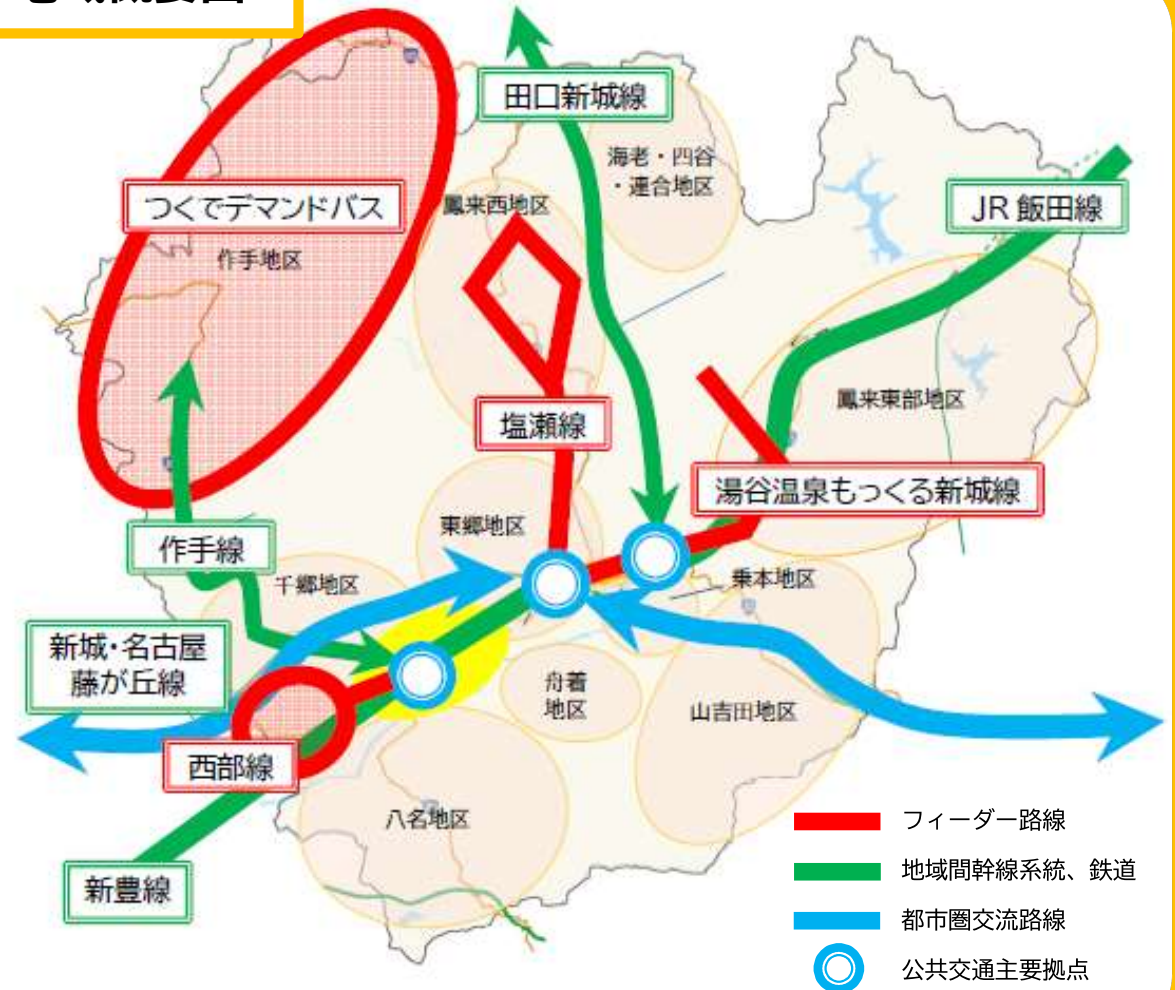 田口新城線
海老・四谷
・連合地区
つくでデマンドバス
鳳来西地区
JR 飯田線
作手地区
鳳来東部地区
塩瀬線
湯谷温泉もっくる新城線
東郷地区
作手線
千郷地区
乗本地区
新城・名古屋
藤が丘線
舟着
地区
山吉田地区
西部線
八名地区
新豊線
フィーダー路線
地域間幹線系統、鉄道
都市圏交流路線
公共交通主要拠点